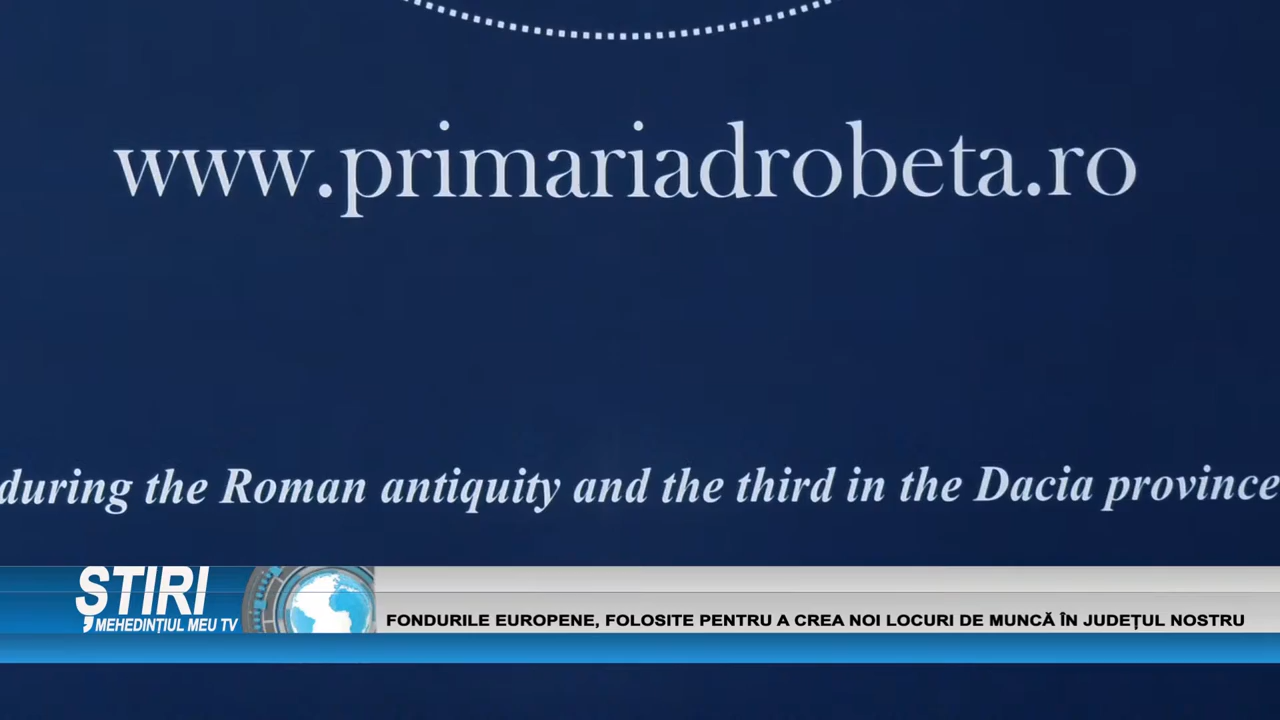 www.primariadrobeta.ro
during the Roman antiquity and the third in the Dacia province
ȘTIRI
MEHEDINȚIUL MEU TV
FONDURILE EUROPENE, FOLOSITE PENTRU A CREA NOI LOCURI DE MUNCĂ ÎN JUDEȚUL NOSTRU